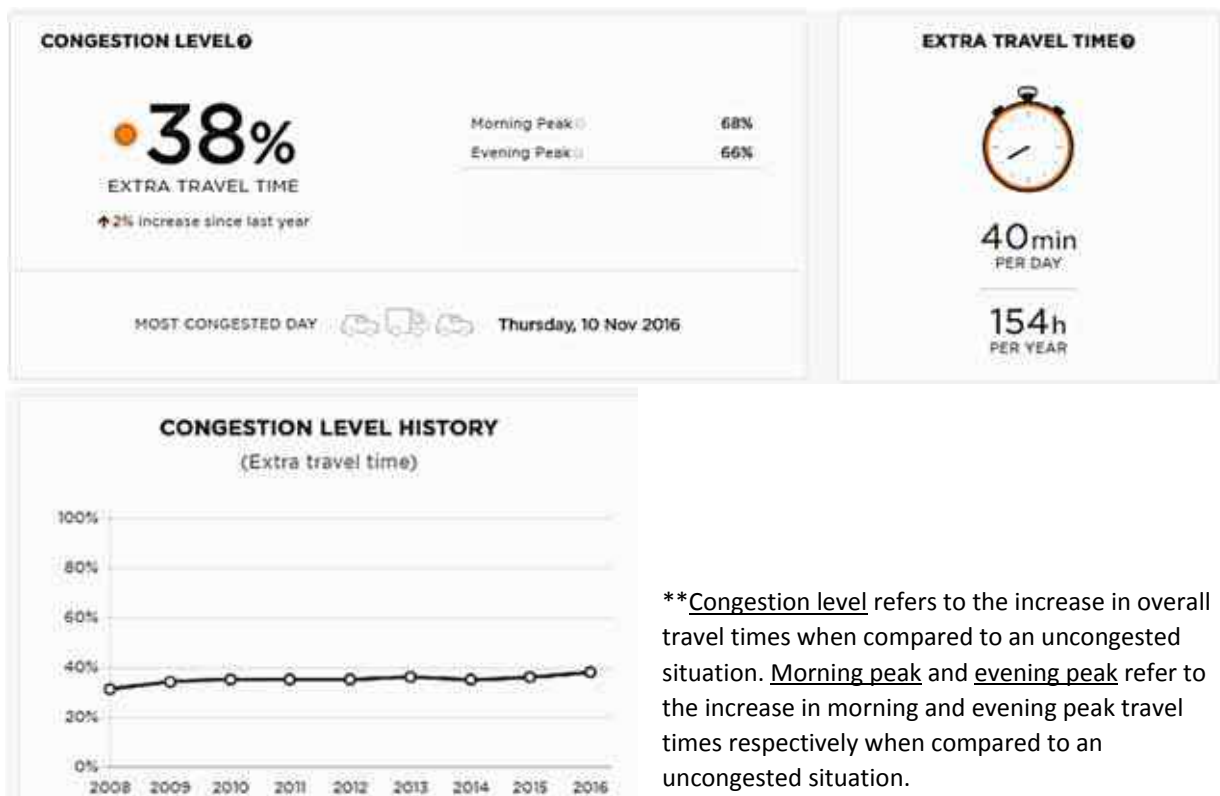 CONGESTION LEVEL?
38%
EXTRA TRAVEL TIME
2% increase since last year
Morning Peak 68%
Evening Peak 66%
MOST CONGESTED DAY Thursday, 10 Nov 2016
EXTRA TRAVEL TIME?
40min
PER DAY
154h
PER YEAR
CONGESTION LEVEL HISTORY
(Extra travel time)
100%
80%
60%
40%
20%
0%
2008 2009 2010 2011 2012 2013 2014 2015 2016
**Congestion level refers to the increase in overall
travel times when compared to an uncongested
situation. Morning peak and evening peak refer to
the increase in morning and evening peak travel
times respectively when compared to an
uncongested situation.